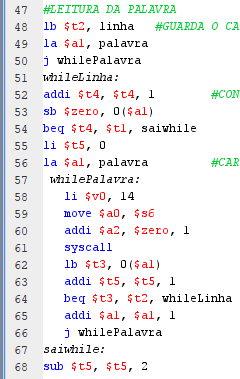 47 #LEITURA DA PALAVRA
48 lb $t2, linha #GUARDA O CA
49 la $a1, palavra
50 j whilePalavra
51 whileLinha:
52 addi $t4, $t4, 1 #CON
53 sb $zero, 0($a1)
54 beq $t4, $t1, saiwhile
55 li $t5, 0
56 la $a1, palavra #CAR
57 whilePalavra:
58 li $v0, 14
59 move $a0, $s6
60 addi $a2, $zero, 1
61 syscall
62 lb $t3, 0($a1)
63 addi $t5, $t5, 1
64 beq $t3, $t2, whileLinha
65 addi $a1, $a1, 1
66 j whilePalavra
67 saiwhile:
68 sub $t5, $t5, 2